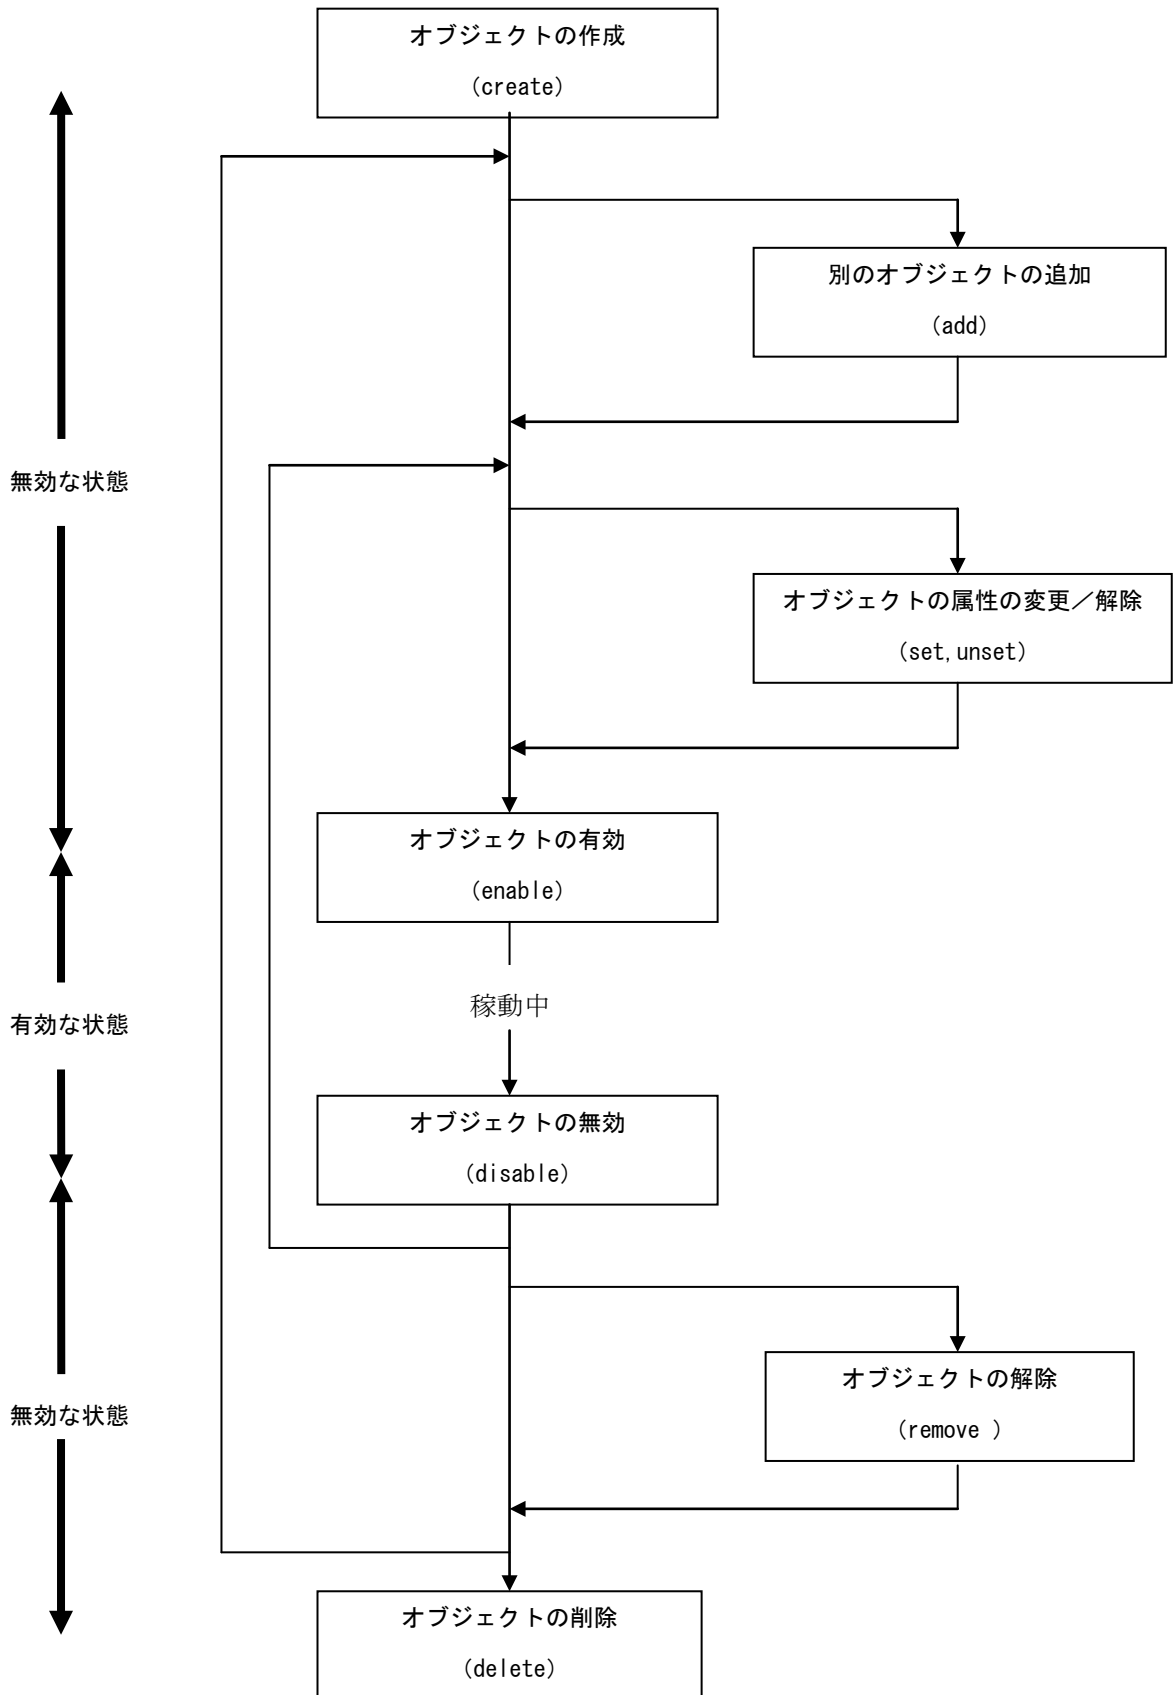 オブジェクトの作成
(create)
別のオブジェクトの追加
(add)
無効な状態
オブジェクトの属性の変更／解除
(set,unset)
オブジェクトの有効
(enable)
稼動中
有効な状態
オブジェクトの無効
(disable)
オブジェクトの解除
(remove )
無効な状態
オブジェクトの削除
(delete)